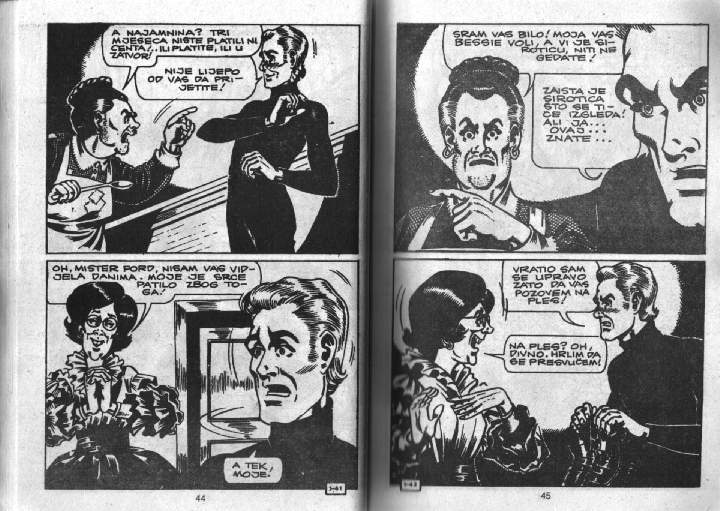 A NAJAMNINA? TRI
MJESECA NISTE PLATILI NI
CENTA!.. ILI PLATITE, ILI U
ZATVOR!
NIJE LIJEPO
OD VAS DA PRI-
JETITE!
OH, MISTER FORD, NISAM VAS VID-
JELA DANIMA. MOJE JE SRCE
PATILO ZBOG TO-
GA!
A TEK,
MOJE!
44
SRAM VAS BILO! MOJA VAS
BESSIE VOLI, A VI JE SI-
ROTICU, NITI NE
GEDATE!
ZAISTA JE
SIROTICA
ŠTO SE TI-
ČE IZGLEDA!
ALI JA...
OVAJ...
ZNATE...
VRATIO SAM
SE UPRAVO
ZATO DA VAS
POZOVEM NA
PLES!
NA PLES? OH,
DIVNO. HRLIM DA
SE PRESVUČEM!
45